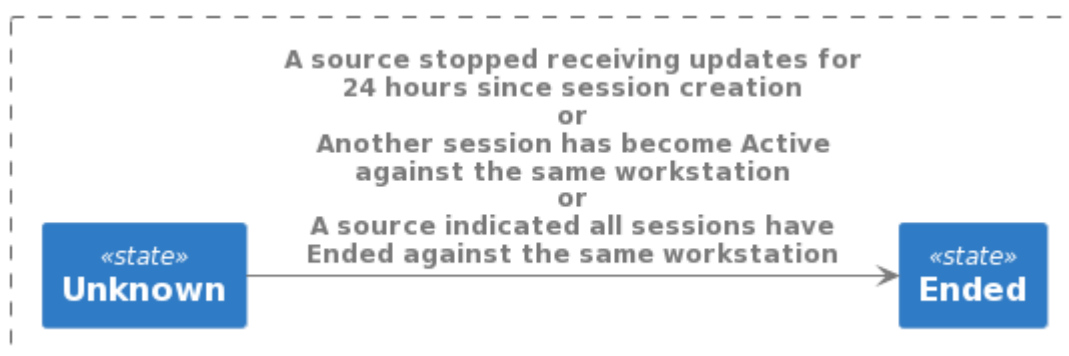 A source stopped receiving updates for
24 hours since session creation
or
Another session has become Active
against the same workstation
or
A source indicated all sessions have
Ended against the same workstation
«state»
Unknown
«state»
Ended